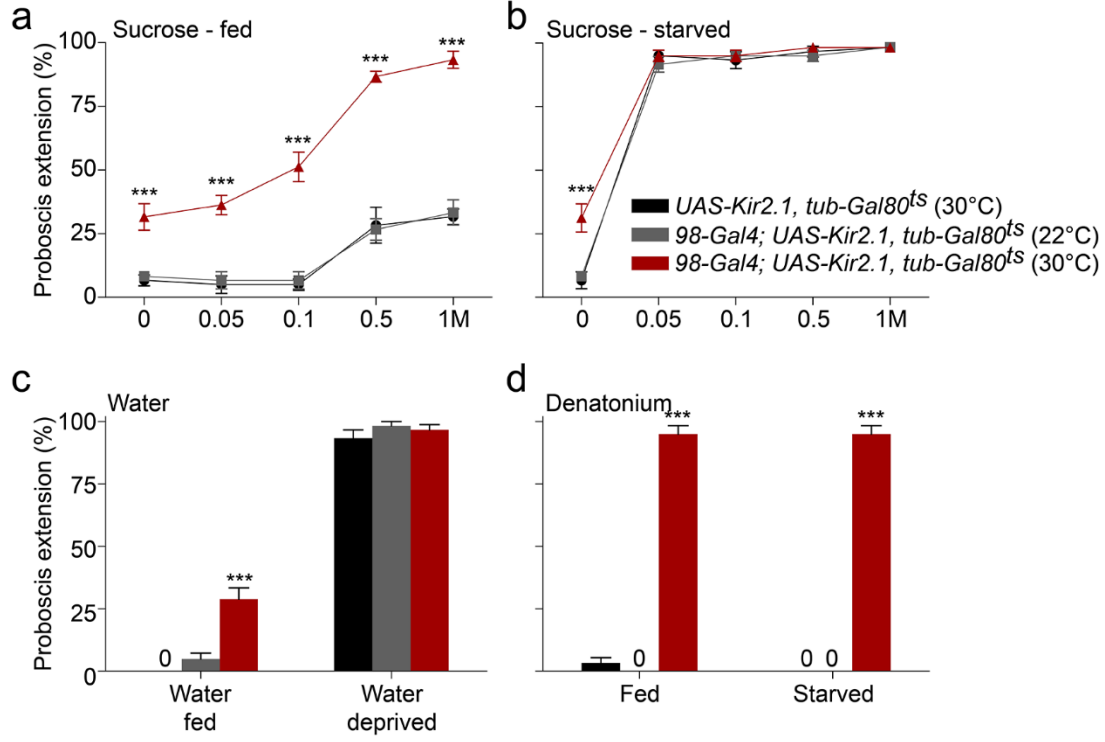 a
Sucrose - fed
Proboscis extension (%)
100
75
50
25
0
***
***
***
***
***
0 0.05 0.1 0.5 1M
b
Sucrose - starved
***
UAS-Kir2.1, tub-Gal80ts (30°C)
98-Gal4; UAS-Kir2.1, tub-Gal80ts (22°C)
98-Gal4; UAS-Kir2.1, tub-Gal80ts (30°C)
0 0.05 0.1 0.5 1M
c
Water
Proboscis extension (%)
100
75
50
25
0
0
***
Water fed
Water deprived
d
Denatonium
***
***
0
0 0
Fed Starved